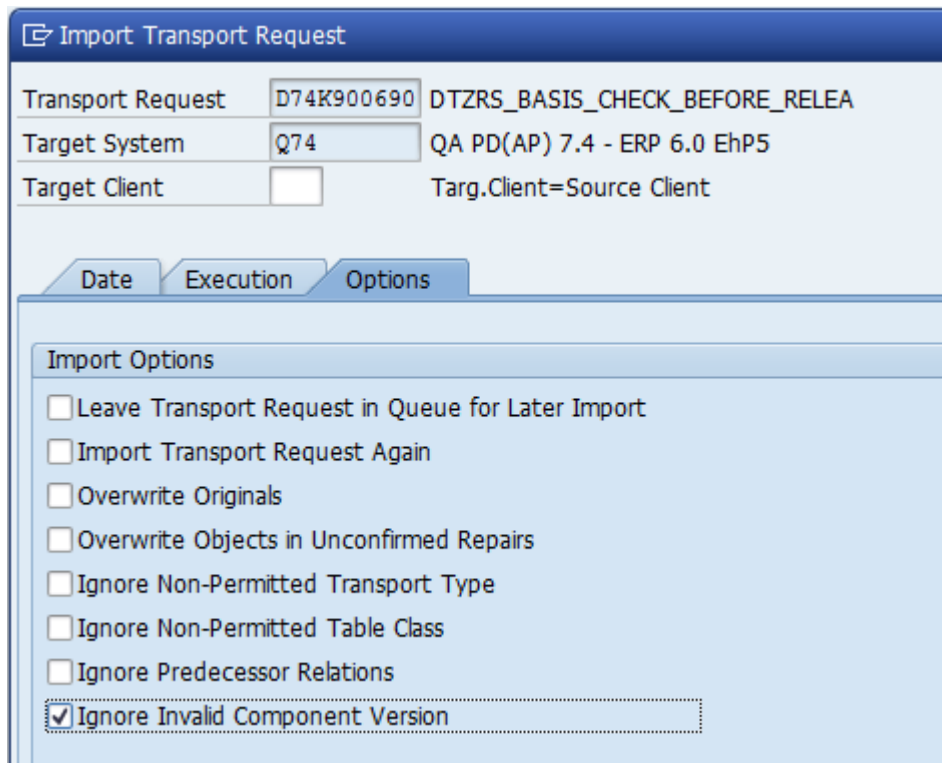 Import Transport Request
Transport Request D74K900690 DTZRS_BASIS_CHECK_BEFORE_RELEA
Target System Q74 QA PD(AP) 7.4 - ERP 6.0 EhP5
Target Client Targ.Client=Source Client
Date Execution Options
Import Options
Leave Transport Request in Queue for Later Import
Import Transport Request Again
Overwrite Originals
Overwrite Objects in Unconfirmed Repairs
Ignore Non-Permitted Transport Type
Ignore Non-Permitted Table Class
Ignore Predecessor Relations
Ignore Invalid Component Version